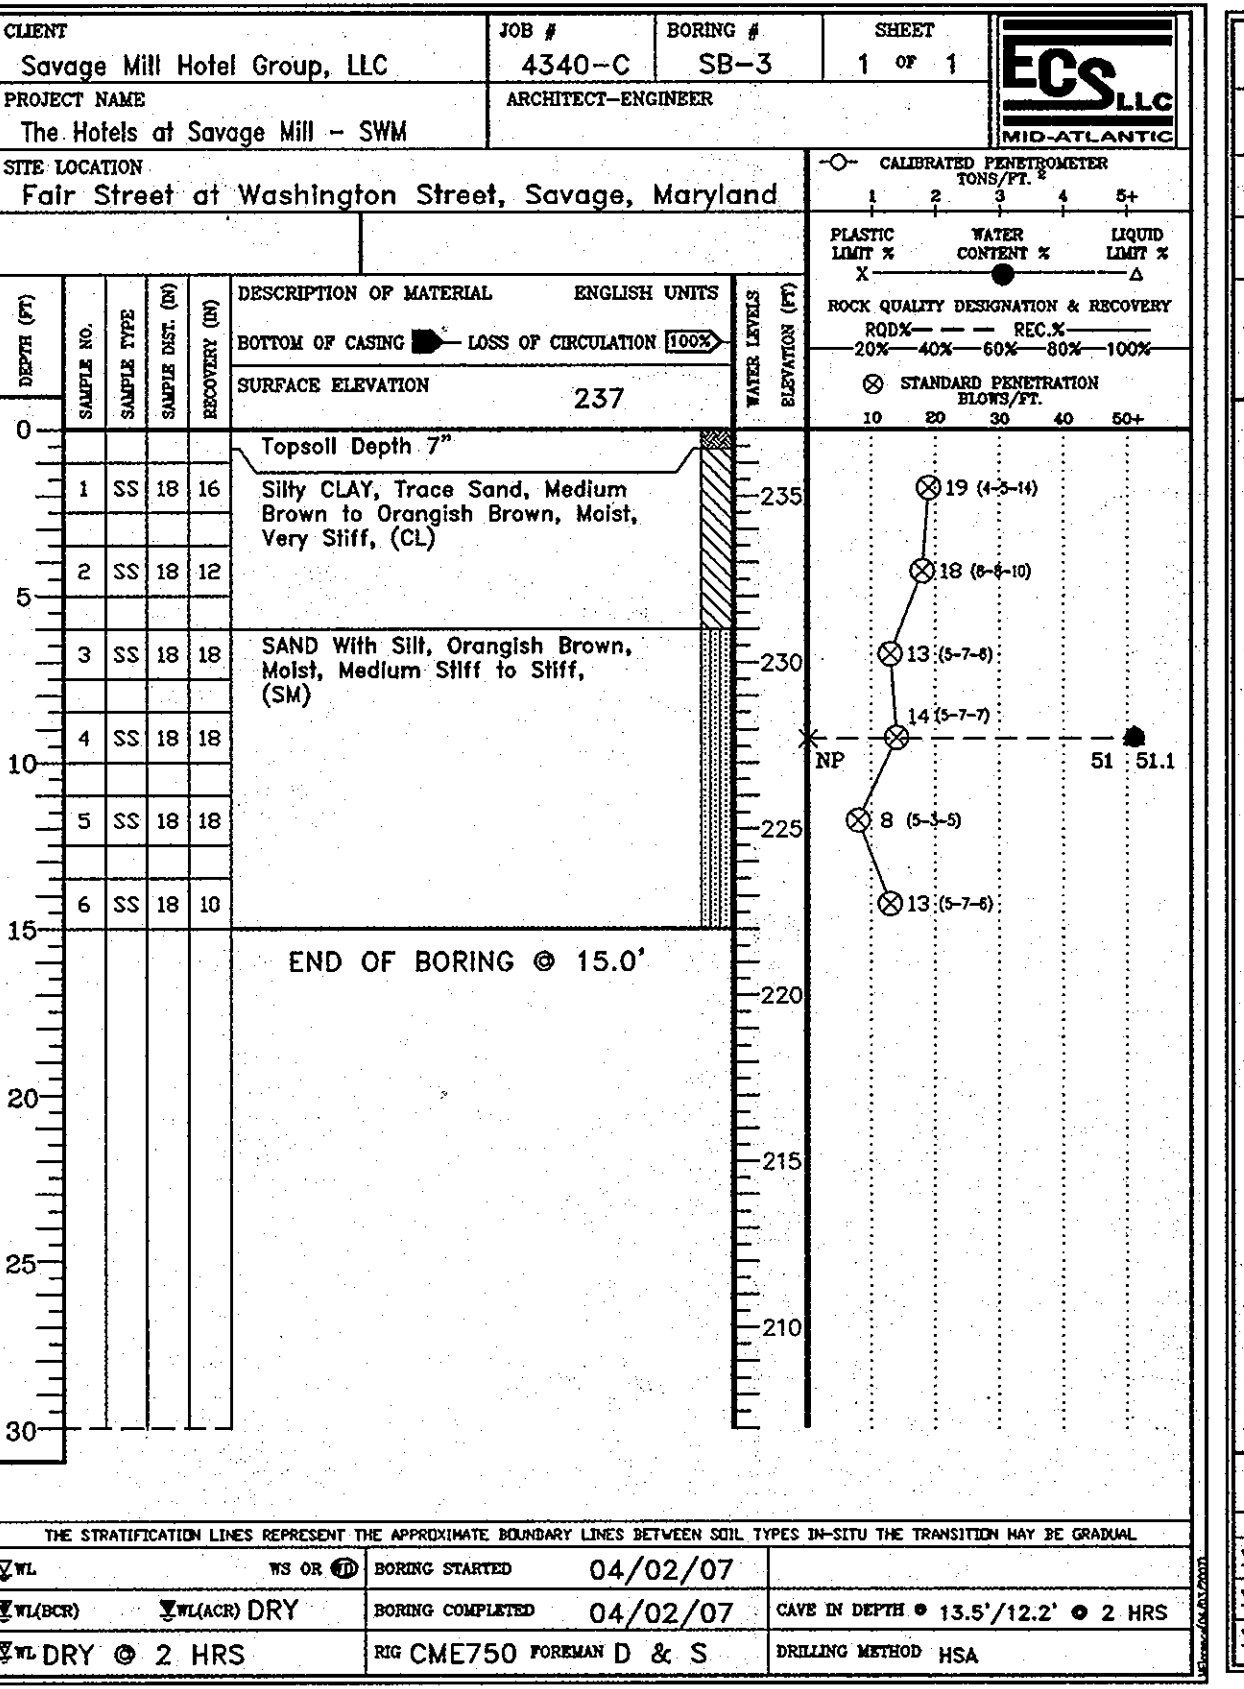 CLIENT
Savage Mill Hotel Group, LLC
JOB #
4340-C
BORING #
SB-3
SHEET
1 OF 1
ECS LLC
MID-ATLANTIC
PROJECT NAME
The Hotels at Savage Mill - SWM
ARCHITECT-ENGINEER
SITE LOCATION
Fair Street at Washington Street, Savage, Maryland
CALIBRATED PENETROMETER
TONS/FT. 2
1 2 3 4 5+
PLASTIC LIMIT %
WATER CONTENT %
LIQUID LIMIT %
X Δ
ROCK QUALITY DESIGNATION & RECOVERY
RQD% — — — REC.% ———
20% 40% 60% 80% 100%
STANDARD PENETRATION
BLOWS/FT.
10 20 30 40 50+
DEPTH (FT)
SAMPLE NO.
SAMPLE TYPE
SAMPLE DIST. (IN)
RECOVERY (IN)
DESCRIPTION OF MATERIAL ENGLISH UNITS
BOTTOM OF CASING LOSS OF CIRCULATION 100%
SURFACE ELEVATION 237
WATER LEVELS
ELEVATION (FT)
0
Topsoil Depth 7"
1 SS 18 16
Silty CLAY, Trace Sand, Medium
Brown to Orangish Brown, Moist,
Very Stiff, (CL)
235
19 (4-5-14)
2 SS 18 12
18 (8-8-10)
5
3 SS 18 18
SAND With Silt, Orangish Brown,
Moist, Medium Stiff to Stiff,
(SM)
230
13 (5-7-6)
4 SS 18 18
14 (5-7-7)
NP
51 51.1
10
5 SS 18 18
225
8 (5-3-5)
6 SS 18 10
13 (5-7-6)
15
END OF BORING @ 15.0'
220
20
215
25
210
30
THE STRATIFICATION LINES REPRESENT THE APPROXIMATE BOUNDARY LINES BETWEEN SOIL TYPES IN-SITU THE TRANSITION MAY BE GRADUAL
WL WS OR WD
BORING STARTED 04/02/07
WL(BCR) WL(ACR) DRY
BORING COMPLETED 04/02/07
CAVE IN DEPTH @ 13.5'/12.2' @ 2 HRS
WL DRY @ 2 HRS
RIG CME750 FOREMAN D & S
DRILLING METHOD HSA